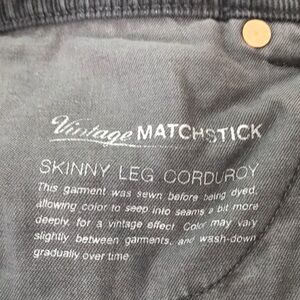 Vintage MATCHSTICK
SKINNY LEG CORDUROY
This garment was sewn before being dyed,
allowing color to seep into seams a bit more
deeply, for a vintage effect. Color may vary
slightly between garments, and wash-down
gradually over time.